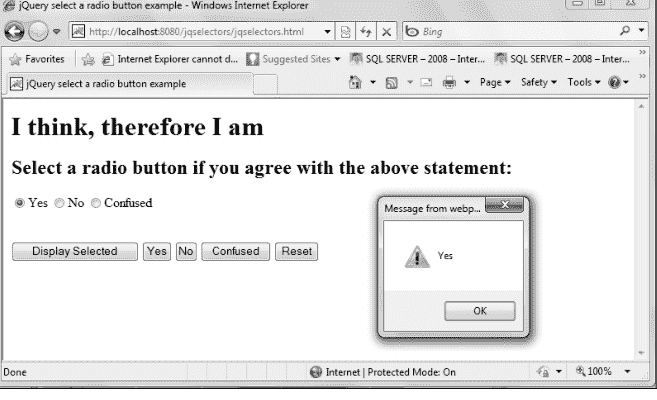 jQuery select a radio button example - Windows Internet Explorer
http://localhost:8080/jqselectors/jqselectors.html
Bing
Favorites
Internet Explorer cannot d...
Suggested Sites
SQL SERVER – 2008 – Inter...
SQL SERVER – 2008 – Inter...
jQuery select a radio button example
Page
Safety
Tools
I think, therefore I am
Select a radio button if you agree with the above statement:
Yes No Confused
Display Selected Yes No Confused Reset
Message from webp...
Yes
OK
Done
Internet | Protected Mode: On
100%